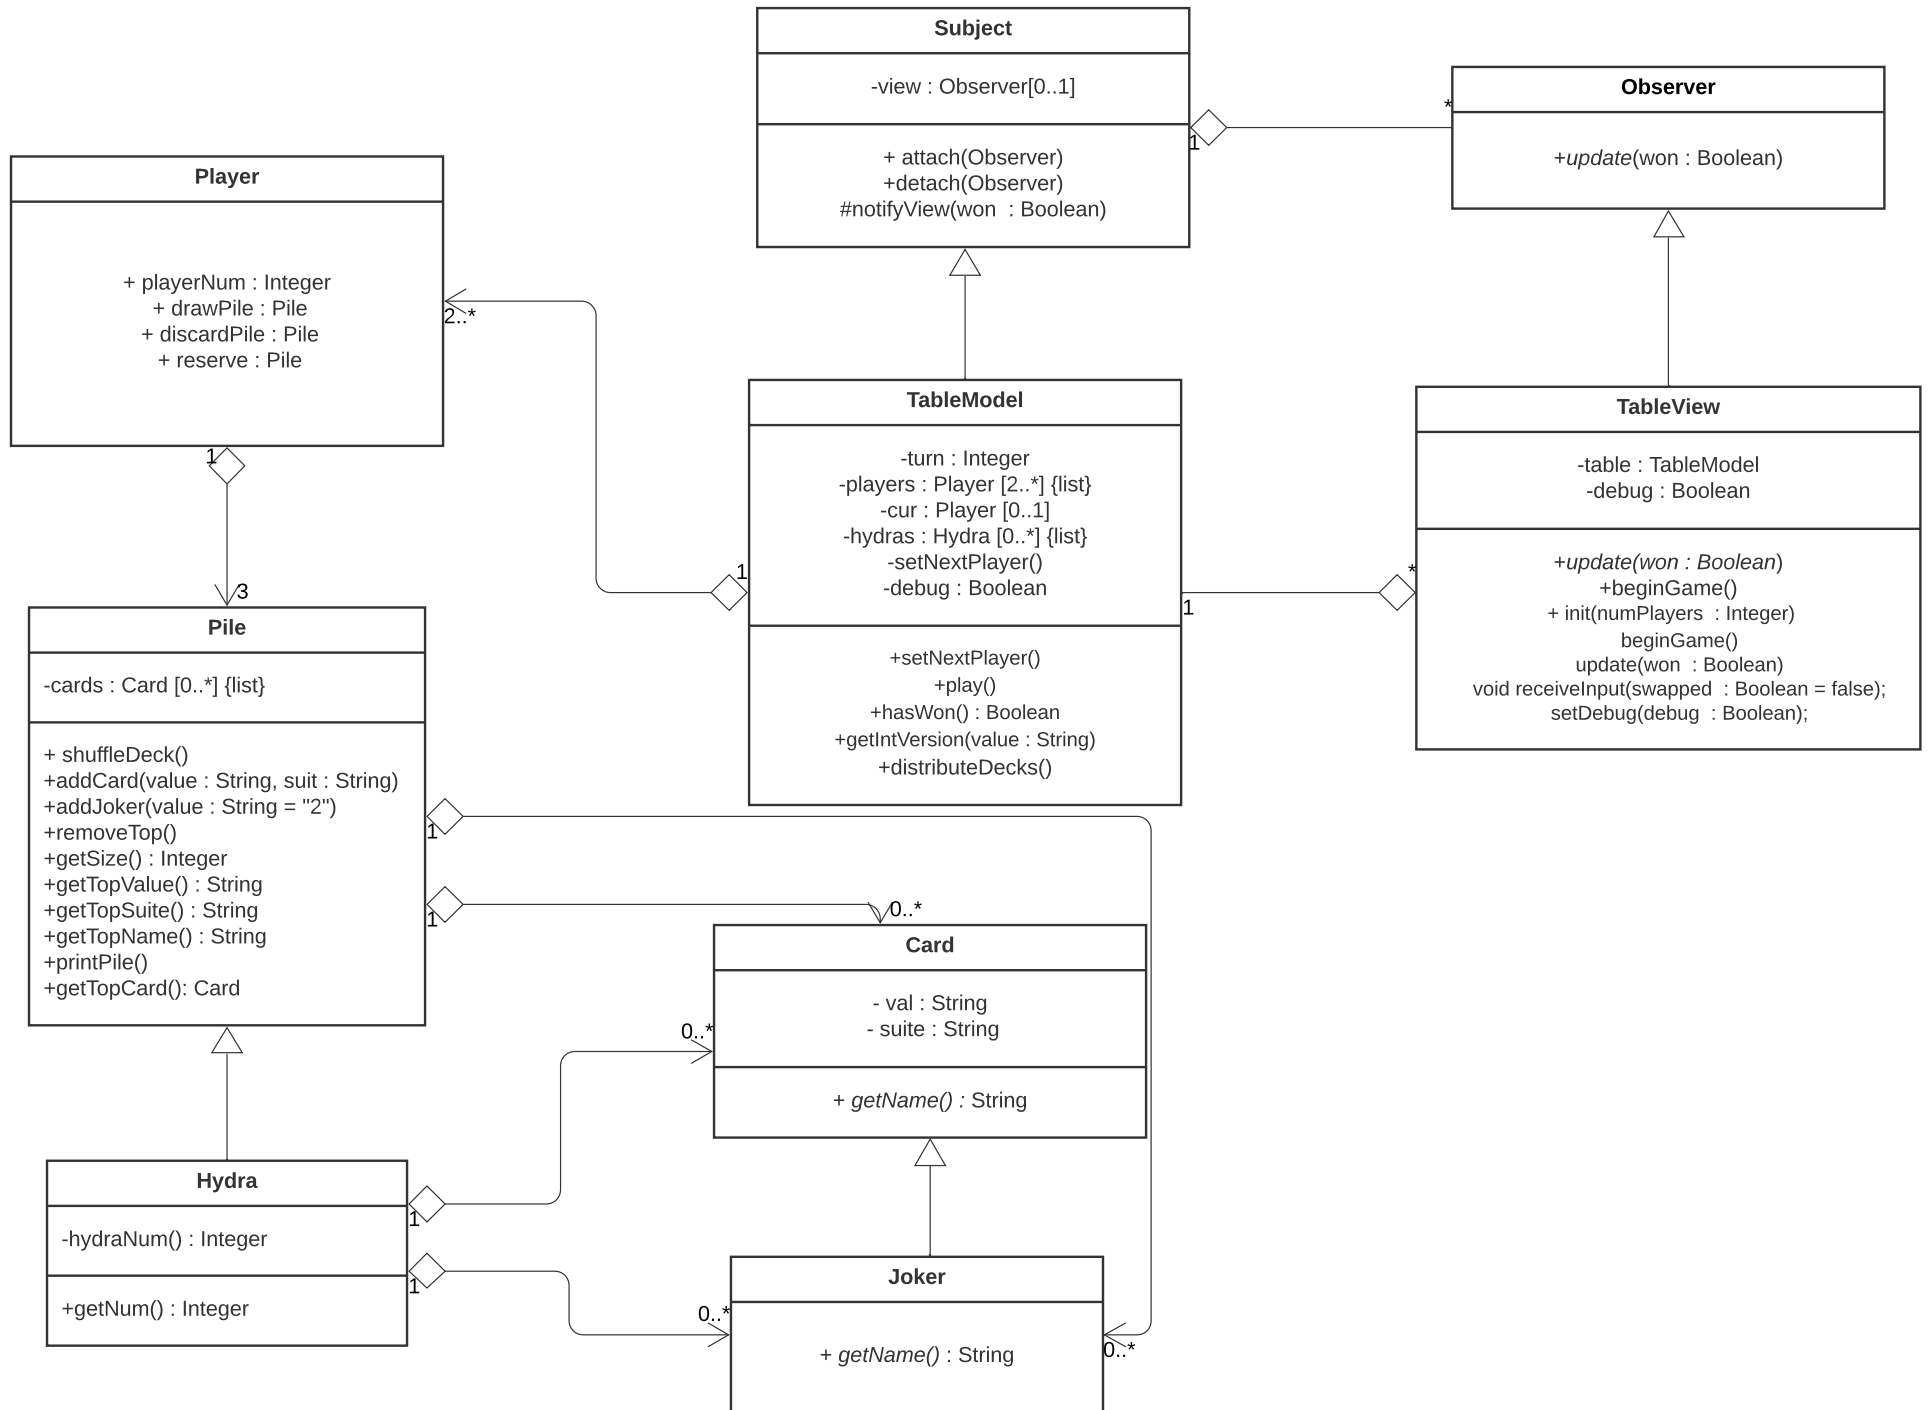 Subject
-view : Observer[0..1]
+ attach(Observer)
+detach(Observer)
#notifyView(won  : Boolean)
1
*
Observer
+update(won : Boolean)
Player
+ playerNum : Integer
+ drawPile : Pile
+ discardPile : Pile
+ reserve : Pile
2..*
1
3
TableModel
-turn : Integer
-players : Player [2..*] {list}
-cur : Player [0..1]
-hydras : Hydra [0..*] {list}
-setNextPlayer()
-debug : Boolean
+setNextPlayer()
+play()
+hasWon() : Boolean
+getIntVersion(value : String)
+distributeDecks()
1
1
*
TableView
-table : TableModel
-debug : Boolean
+update(won : Boolean)
+beginGame()
+ init(numPlayers  : Integer)
beginGame()
update(won  : Boolean)
void receiveInput(swapped  : Boolean = false);
setDebug(debug  : Boolean);
Pile
-cards : Card [0..*] {list}
+ shuffleDeck()
+addCard(value : String, suit : String)
+addJoker(value : String = "2")
+removeTop()
+getSize() : Integer
+getTopValue() : String
+getTopSuite() : String
+getTopName() : String
+printPile()
+getTopCard(): Card
1
1
0..*
Card
- val : String
- suite : String
+ getName() : String
0..*
Hydra
-hydraNum() : Integer
+getNum() : Integer
1
1
0..*
Joker
+ getName() : String
0..*